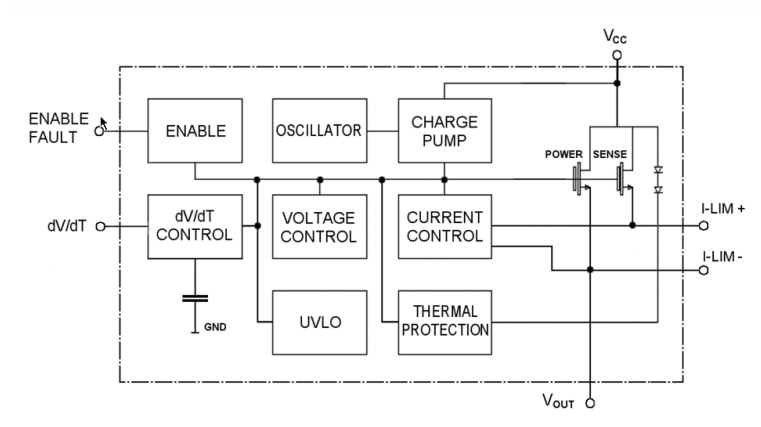 VCC
ENABLE
FAULT
ENABLE
OSCILLATOR
CHARGE
PUMP
POWER
SENSE
dV/dT
dV/dT
CONTROL
VOLTAGE
CONTROL
CURRENT
CONTROL
I-LIM +
I-LIM -
GND
UVLO
THERMAL
PROTECTION
VOUT